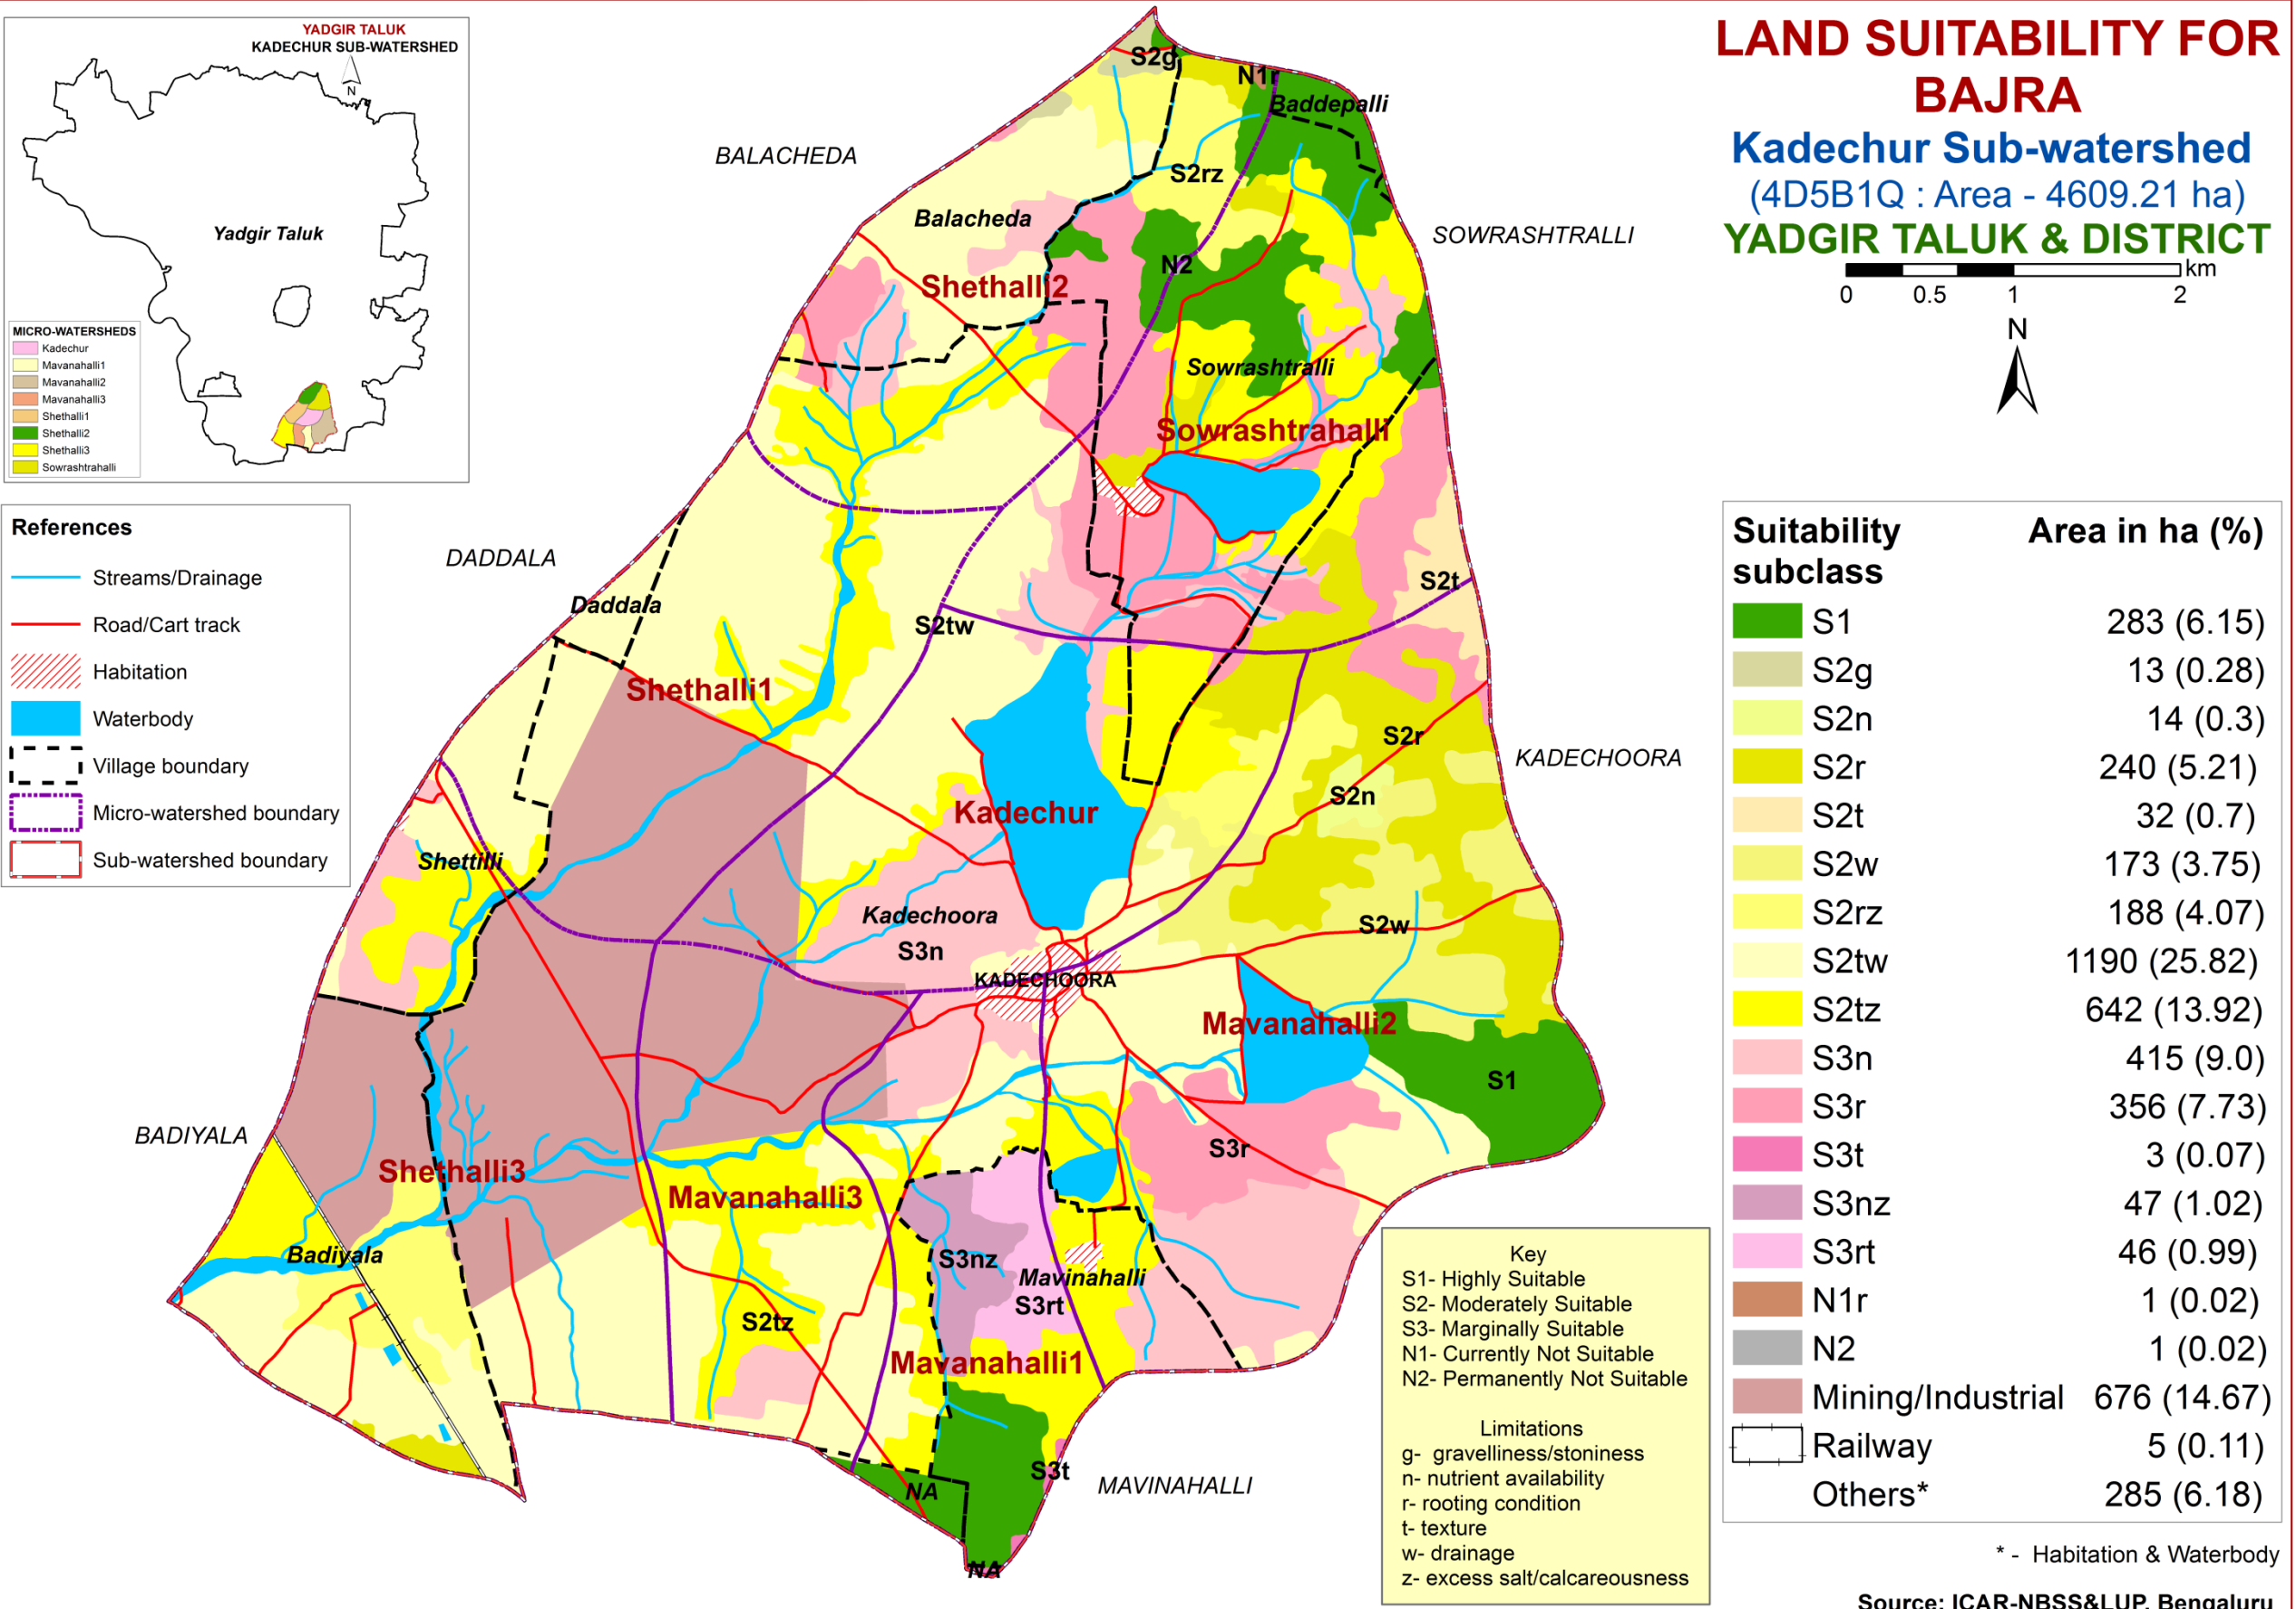 YADGIR TALUK
KADECHUR SUB-WATERSHED
N
Yadgir Taluk
MICRO-WATERSHEDS
Kadechur
Mavanahalli1
Mavanahalli2
Mavanahalli3
Shethalli1
Shethalli2
Shethalli3
Sowrashtrahalli
References
Streams/Drainage
Road/Cart track
Habitation
Waterbody
Village boundary
Micro-watershed boundary
Sub-watershed boundary
LAND SUITABILITY FOR
BAJRA
Kadechur Sub-watershed
(4D5B1Q : Area - 4609.21 ha)
YADGIR TALUK & DISTRICT
km
0 0.5 1 2
N
S2g
N1r
Baddepalli
BALACHEDA
S2rz
Balacheda
SOWRASHTRALLI
N2
Shethalli2
Sowrashtralli
Sowrashtrahalli
DADDALA
S2t
Daddala
S2tw
Shethalli1
S2r
KADECHOORA
S2n
Kadechur
Shettilli
Kadechoora
S2w
S3n
KADECHOORA
Mavanahalli2
S1
BADIYALA
S3r
Shethalli3
Mavanahalli3
Badiyala
S3nz
Mavinahalli
S3rt
S2tz
Mavanahalli1
S3t
MAVINAHALLI
NA
NA
Suitability subclass Area in ha (%)
S1 283 (6.15)
S2g 13 (0.28)
S2n 14 (0.3)
S2r 240 (5.21)
S2t 32 (0.7)
S2w 173 (3.75)
S2rz 188 (4.07)
S2tw 1190 (25.82)
S2tz 642 (13.92)
S3n 415 (9.0)
S3r 356 (7.73)
S3t 3 (0.07)
S3nz 47 (1.02)
S3rt 46 (0.99)
N1r 1 (0.02)
N2 1 (0.02)
Mining/Industrial 676 (14.67)
Railway 5 (0.11)
Others* 285 (6.18)
* - Habitation & Waterbody
Source: ICAR-NBSS&LUP, Bengaluru
Key
S1- Highly Suitable
S2- Moderately Suitable
S3- Marginally Suitable
N1- Currently Not Suitable
N2- Permanently Not Suitable
Limitations
g- gravelliness/stoniness
n- nutrient availability
r- rooting condition
t- texture
w- drainage
z- excess salt/calcareousness